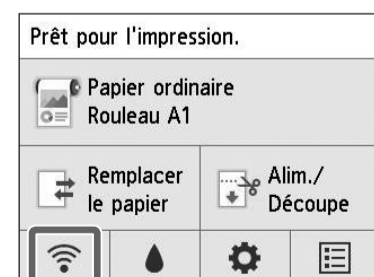 Prêt pour l'impression.
Papier ordinaire
Rouleau A1
Remplacer
le papier
Alim./
Découpe